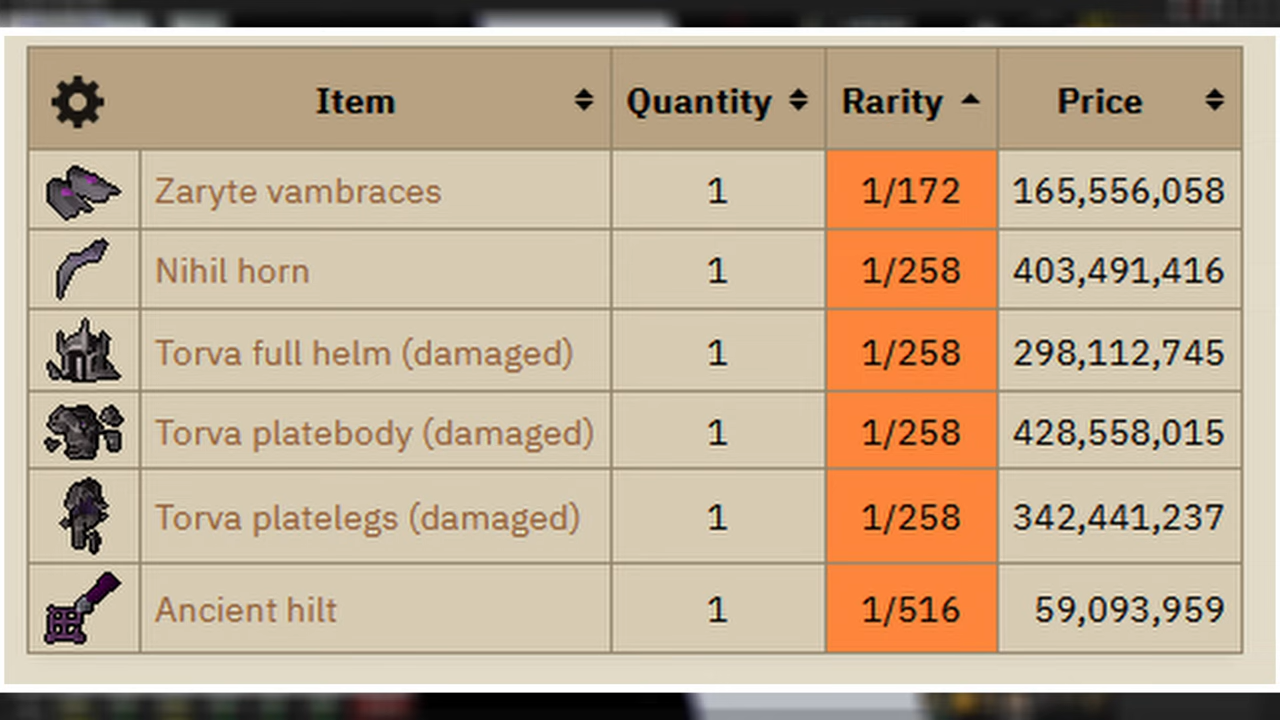 Item Quantity Rarity Price
Zaryte vambraces 1 1/172 165,556,058
Nihil horn 1 1/258 403,491,416
Torva full helm (damaged) 1 1/258 298,112,745
Torva platebody (damaged) 1 1/258 428,558,015
Torva platelegs (damaged) 1 1/258 342,441,237
Ancient hilt 1 1/516 59,093,959